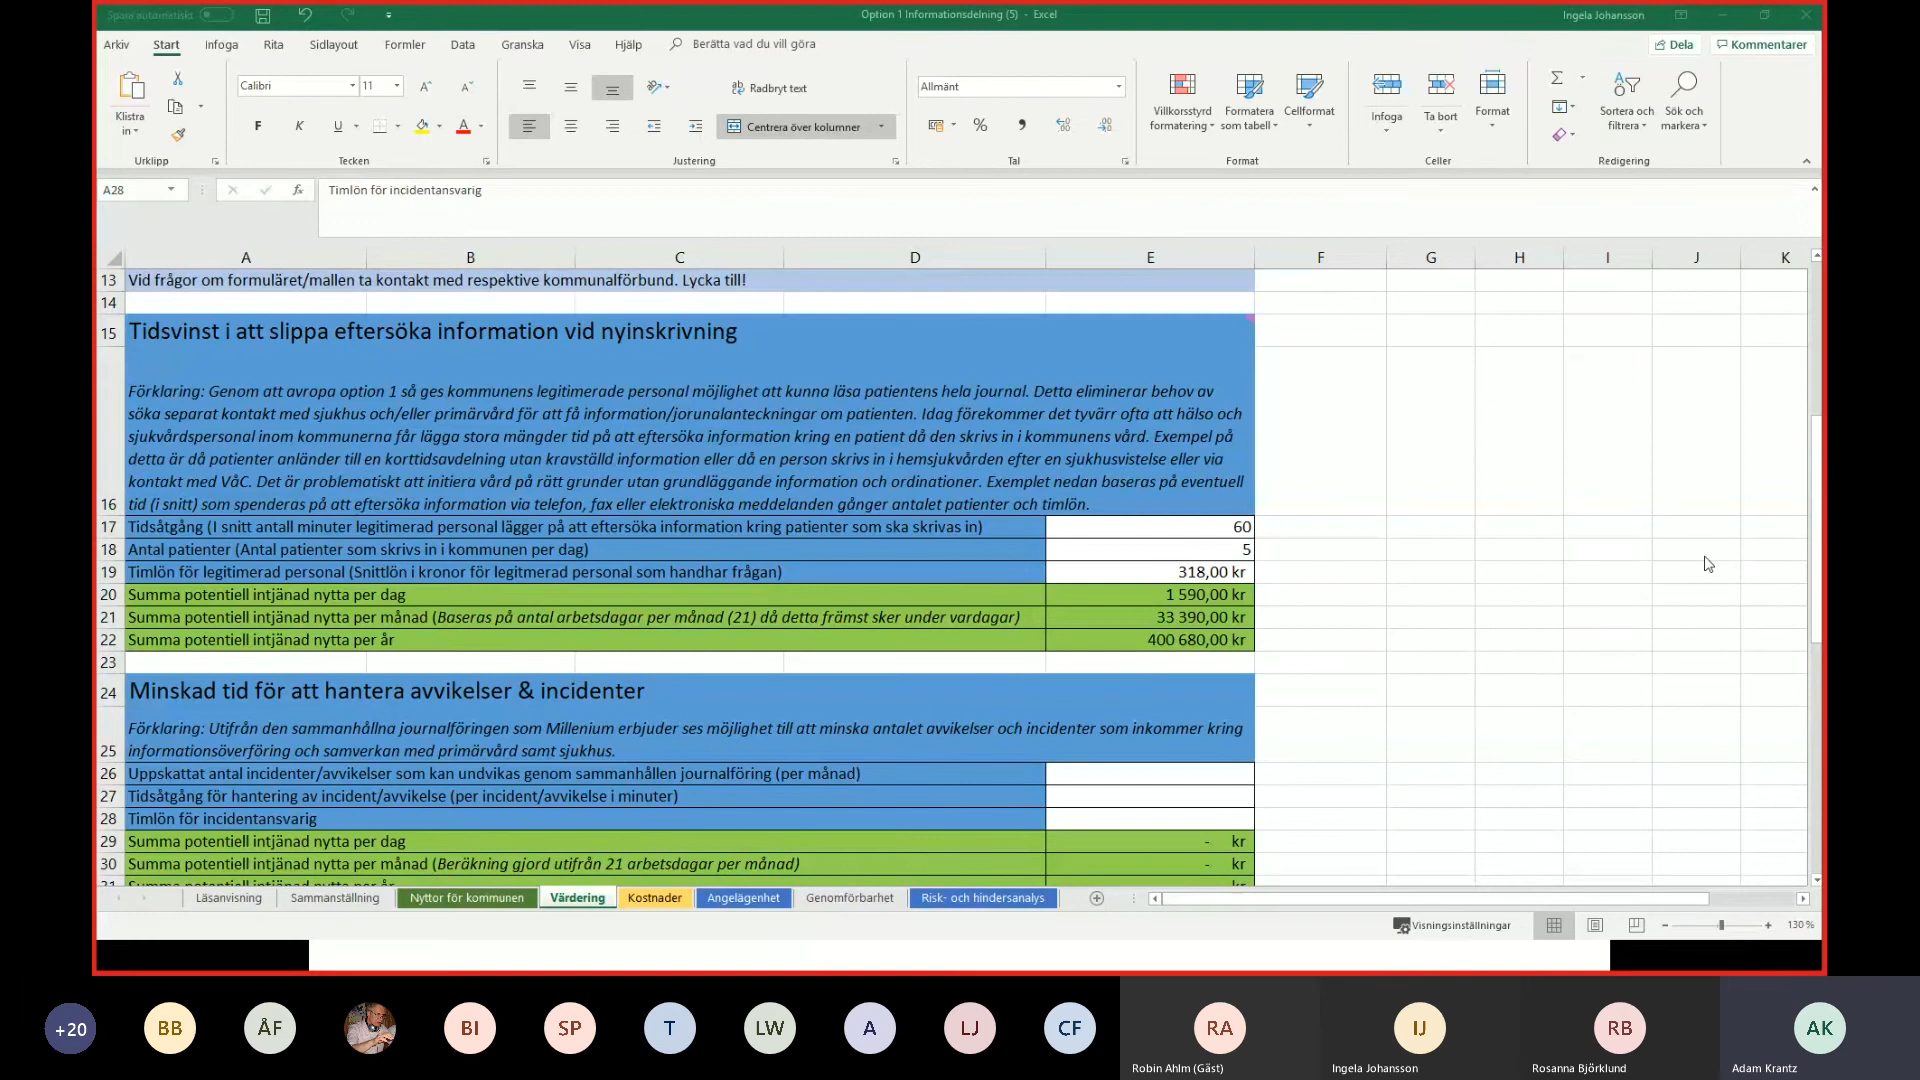 Spara automatiskt
Option 1 Informationsdelning (5) - Excel
Ingela Johansson
Arkiv Start Infoga Rita Sidlayout Formler Data Granska Visa Hjälp Berätta vad du vill göra
Dela Kommentarer
Klistra in
Urklipp
Calibri 11
F K U
Tecken
Radbryt text
Centrera över kolumner
Justering
Allmänt
Tal
Villkorsstyrd formatering
Formatera som tabell
Cellformat
Format
Infoga
Ta bort
Format
Celler
Sortera och filtrera
Sök och markera
Redigering
A28 fx Timlön för incidentansvarig
A B C D E F G H I J K
13 Vid frågor om formuläret/mallen ta kontakt med respektive kommunalförbund. Lycka till!
14
15 Tidsvinst i att slippa eftersöka information vid nyinskrivning
Förklaring: Genom att avropa option 1 så ges kommunens legitimerade personal möjlighet att kunna läsa patientens hela journal. Detta eliminerar behov av
söka separat kontakt med sjukhus och/eller primärvård för att få information/jorunalanteckningar om patienten. Idag förekommer det tyvärr ofta att hälso och
sjukvårdspersonal inom kommunerna får lägga stora mängder tid på att eftersöka information kring en patient då den skrivs in i kommunens vård. Exempel på
detta är då patienter anländer till en korttidsavdelning utan kravställd information eller då en person skrivs in i hemsjukvården efter en sjukhusvistelse eller via
kontakt med VåC. Det är problematiskt att initiera vård på rätt grunder utan grundläggande information och ordinationer. Exemplet nedan baseras på eventuell
16 tid (i snitt) som spenderas på att eftersöka information via telefon, fax eller elektroniska meddelanden gånger antalet patienter och timlön.
17 Tidsåtgång (I snitt antall minuter legitimerad personal lägger på att eftersöka information kring patienter som ska skrivas in) 60
18 Antal patienter (Antal patienter som skrivs in i kommunen per dag) 5
19 Timlön för legitimerad personal (Snittlön i kronor för legitmerad personal som handhar frågan) 318,00 kr
20 Summa potentiell intjänad nytta per dag 1 590,00 kr
21 Summa potentiell intjänad nytta per månad (Baseras på antal arbetsdagar per månad (21) då detta främst sker under vardagar) 33 390,00 kr
22 Summa potentiell intjänad nytta per år 400 680,00 kr
23
24 Minskad tid för att hantera avvikelser & incidenter
Förklaring: Utifrån den sammanhållna journalföringen som Millenium erbjuder ses möjlighet till att minska antalet avvikelser och incidenter som inkommer kring
25 informationsöverföring och samverkan med primärvård samt sjukhus.
26 Uppskattat antal incidenter/avvikelser som kan undvikas genom sammanhållen journalföring (per månad)
27 Tidsåtgång för hantering av incident/avvikelse (per incident/avvikelse i minuter)
28 Timlön för incidentansvarig
29 Summa potentiell intjänad nytta per dag - kr
30 Summa potentiell intjänad nytta per månad (Beräkning gjord utifrån 21 arbetsdagar per månad) - kr
31 Summa potentiell intjänad nytta per år kr
Läsanvisning Sammanställning Nyttor för kommunen Värdering Kostnader Angelägenhet Genomförbarhet Risk- och hindersanalys
Visningsinställningar 130 %
+20 BB ÅF BI SP T LW A LJ CF RA IJ RB AK
Robin Ahlm (Gäst) Ingela Johansson Rosanna Björklund Adam Krantz